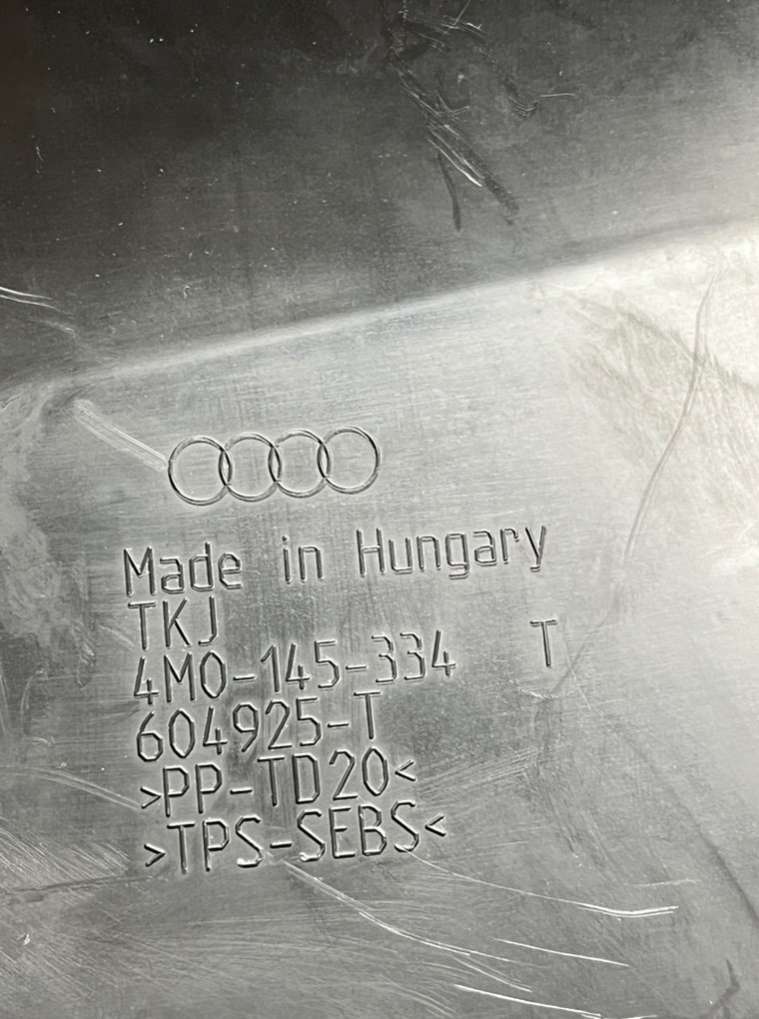 Made in Hungary
TKJ
4M0-145-334 T
604925-T
>PP-TD20<
>TPS-SEBS<